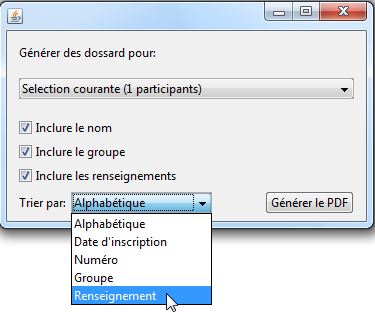 Générer des dossard pour:
Selection courante (1 participants)
Inclure le nom
Inclure le groupe
Inclure les renseignements
Trier par: Alphabétique Générer le PDF
Alphabétique
Date d'inscription
Numéro
Groupe
Renseignement